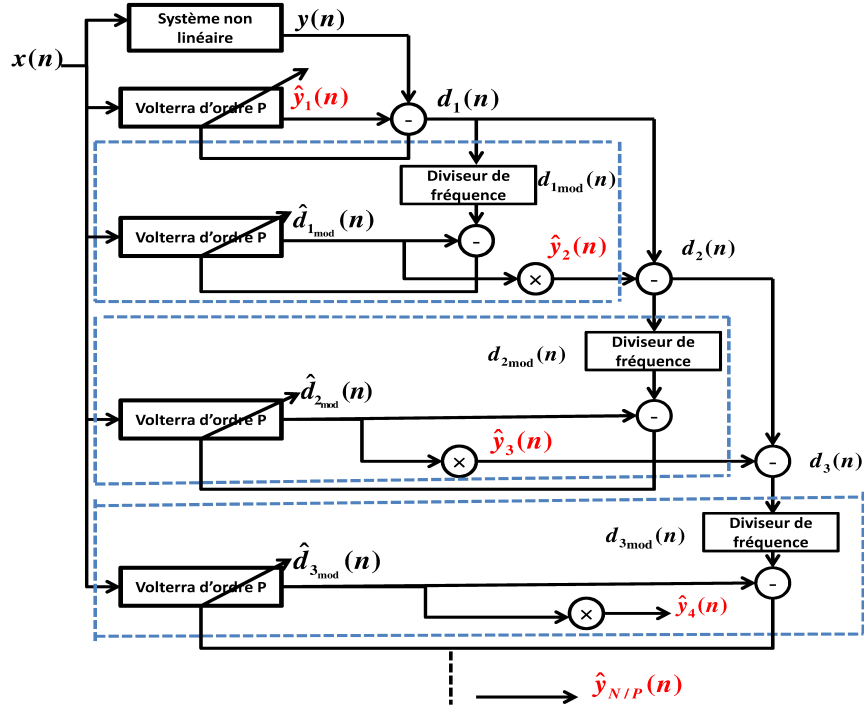 Système non
linéaire
y(n)
x(n)
Volterra d'ordre P
ŷ₁(n)
-
d₁(n)
Diviseur de
fréquence
d₁mod(n)
Volterra d'ordre P
d̂₁mod(n)
-
×
ŷ₂(n)
-
d₂(n)
Diviseur de
fréquence
d₂mod(n)
Volterra d'ordre P
d̂₂mod(n)
-
×
ŷ₃(n)
-
d₃(n)
Diviseur de
fréquence
d₃mod(n)
Volterra d'ordre P
d̂₃mod(n)
-
×
ŷ₄(n)
ŷN/P(n)